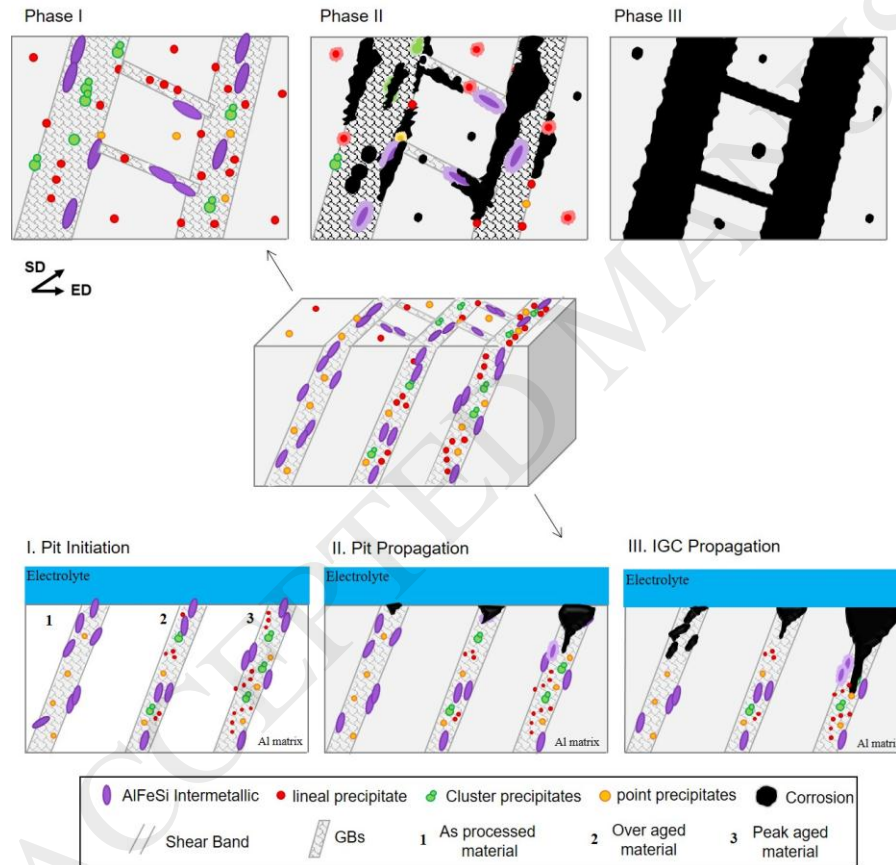 Phase I
Phase II
Phase III
SD
ED
I. Pit Initiation
II. Pit Propagation
III. IGC Propagation
Electrolyte
Electrolyte
Electrolyte
1
2
3
Al matrix
Al matrix
Al matrix
AlFeSi Intermetallic
lineal precipitate
Cluster precipitates
point precipitates
Corrosion
Shear Band
GBs
1 As processed material
2 Over aged material
3 Peak aged material
ACCEPTED MANUS